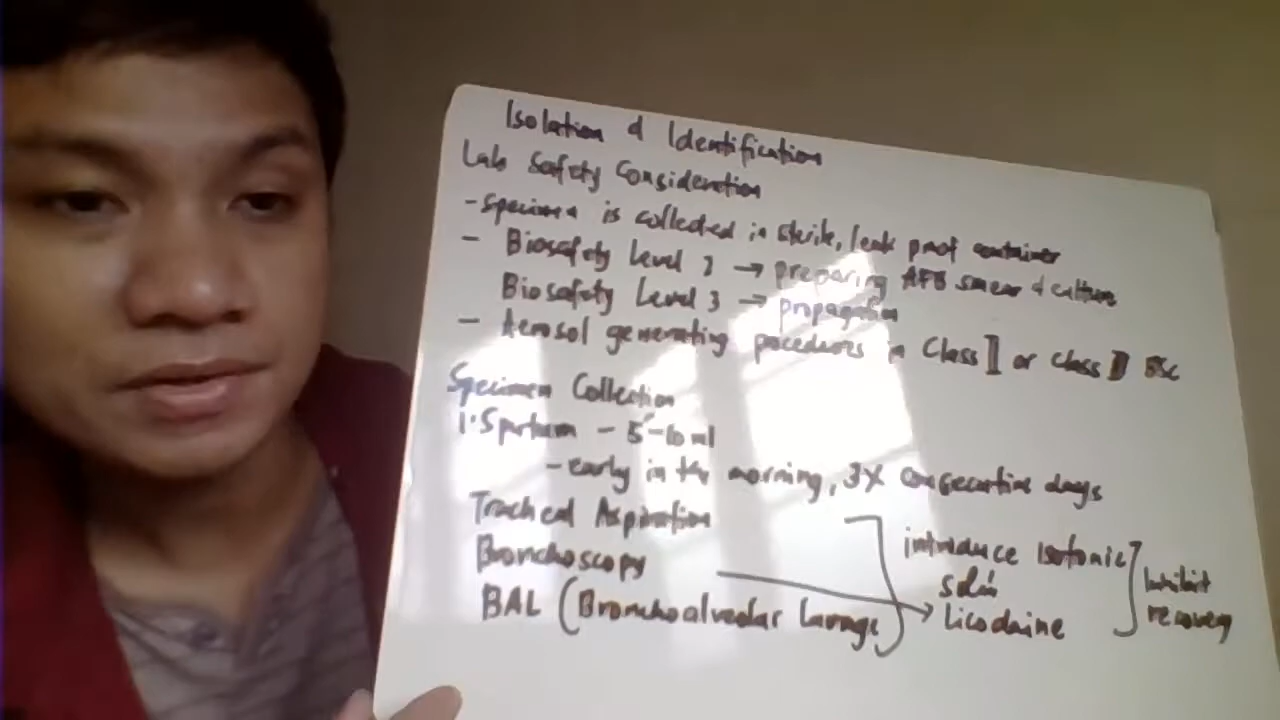 Isolation & Identification
Lab Safety Consideration
- Specimen is collected in sterile, leak proof container
- Biosafety Level 2 → preparing AFB smear & culture
Biosafety Level 3 → propagation
- Aerosol generating procedures in Class I or class II BSC
Specimen Collection
1. Sputum - 5-10 ml
- early in the morning, 3X consecutive days
Tracheal Aspiration
Bronchoscopy
BAL (Bronchoalveolar Lavage)
introduce Isotonic
sol'n
Licodaine
Inhibit
recovery